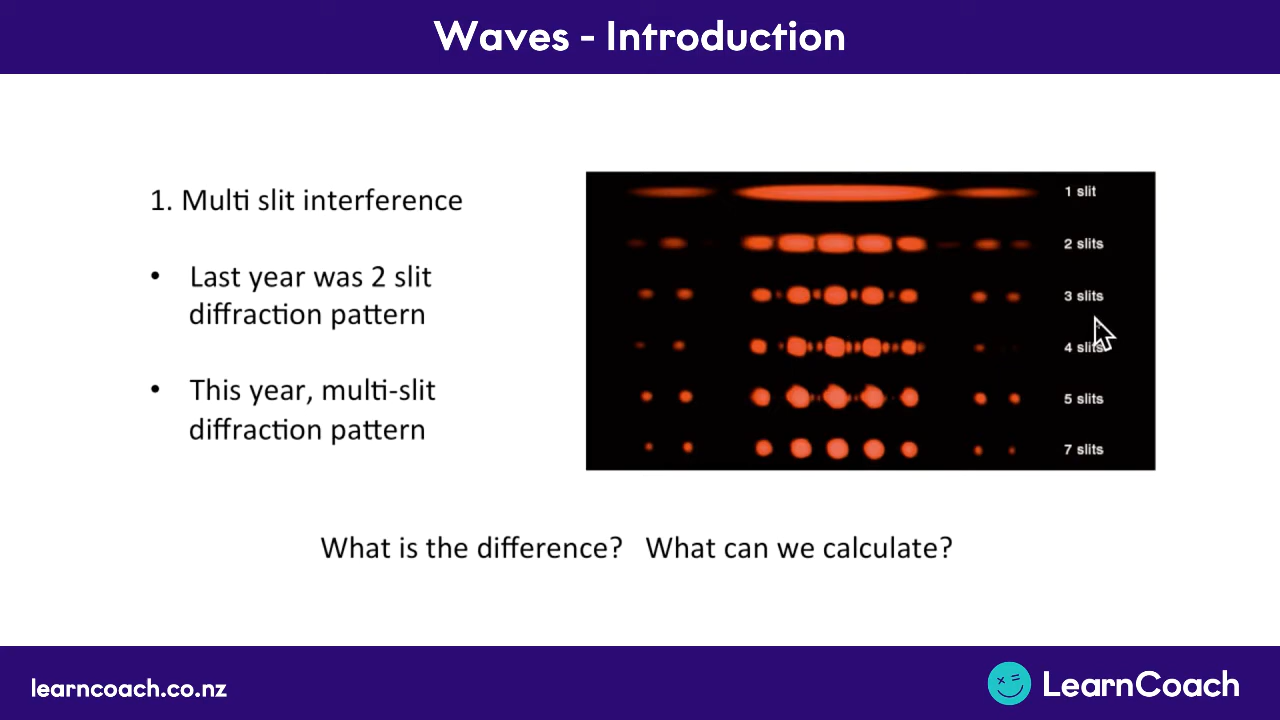 Waves - Introduction
1. Multi slit interference
• Last year was 2 slit
diffraction pattern
• This year, multi-slit
diffraction pattern
1 slit
2 slits
3 slits
4 slits
5 slits
7 slits
What is the difference? What can we calculate?
learncoach.co.nz
LearnCoach